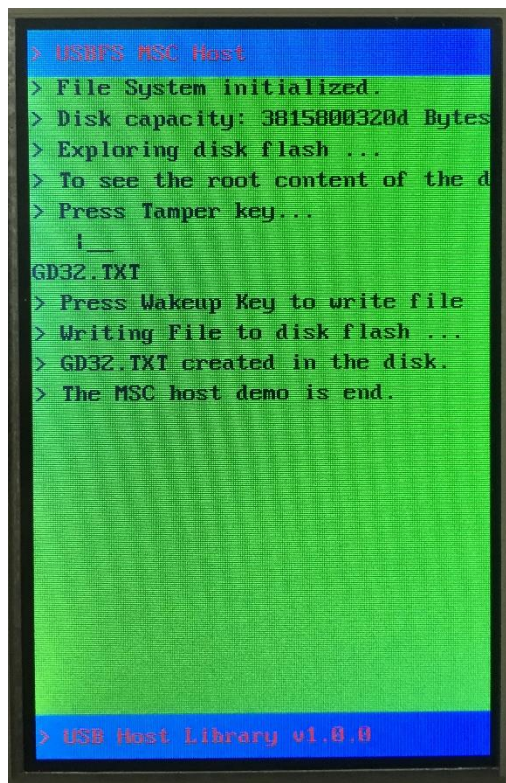 > USBFS MSC Host
> File System initialized.
> Disk capacity: 3815800320d Bytes
> Exploring disk flash ...
> To see the root content of the d
> Press Tamper key...
|__
GD32.TXT
> Press Wakeup Key to write file
> Writing File to disk flash ...
> GD32.TXT created in the disk.
> The MSC host demo is end.
> USB Host Library v1.0.0